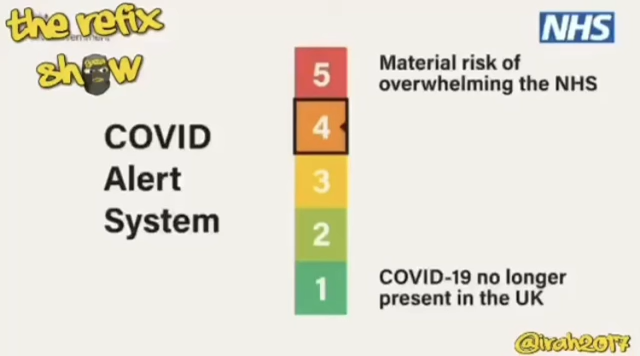 the refix
show
NHS
COVID
Alert
System
5
Material risk of
overwhelming the NHS
4
3
2
1
COVID-19 no longer
present in the UK
@irah2017